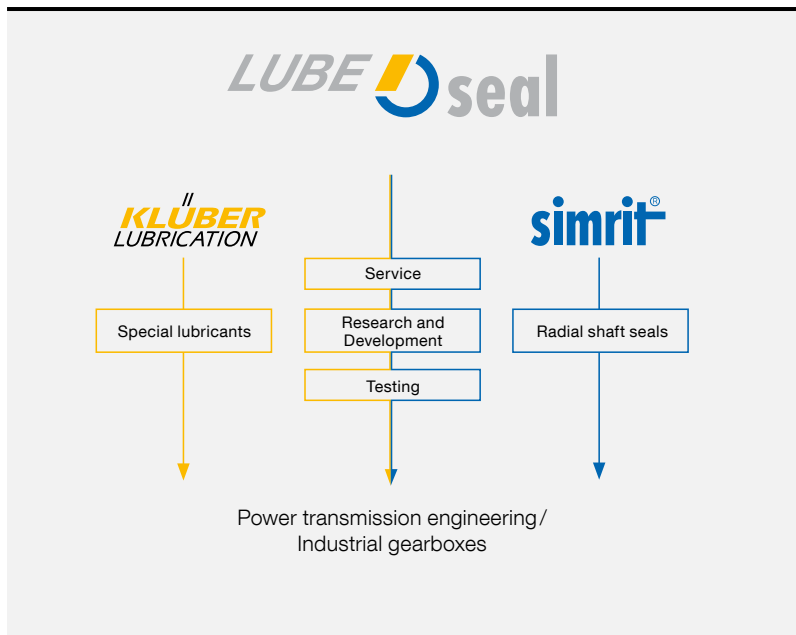 LUBE seal
KLÜBER
LUBRICATION
simrit®
Service
Special lubricants
Research and
Development
Radial shaft seals
Testing
Power transmission engineering/
Industrial gearboxes